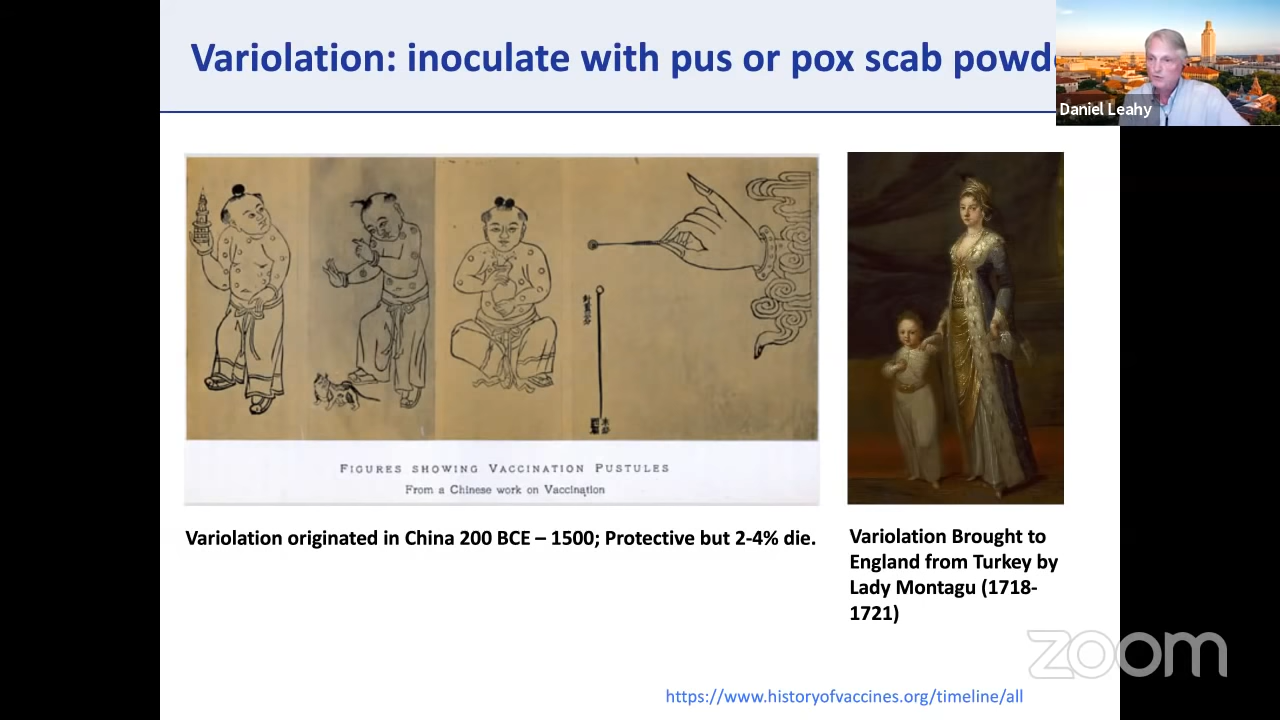 Variolation: inoculate with pus or pox scab powd
Daniel Leahy
FIGURES SHOWING VACCINATION PUSTULES
From a Chinese work on Vaccination
Variolation originated in China 200 BCE – 1500; Protective but 2-4% die.
Variolation Brought to
England from Turkey by
Lady Montagu (1718-
1721)
zoom
https://www.historyofvaccines.org/timeline/all